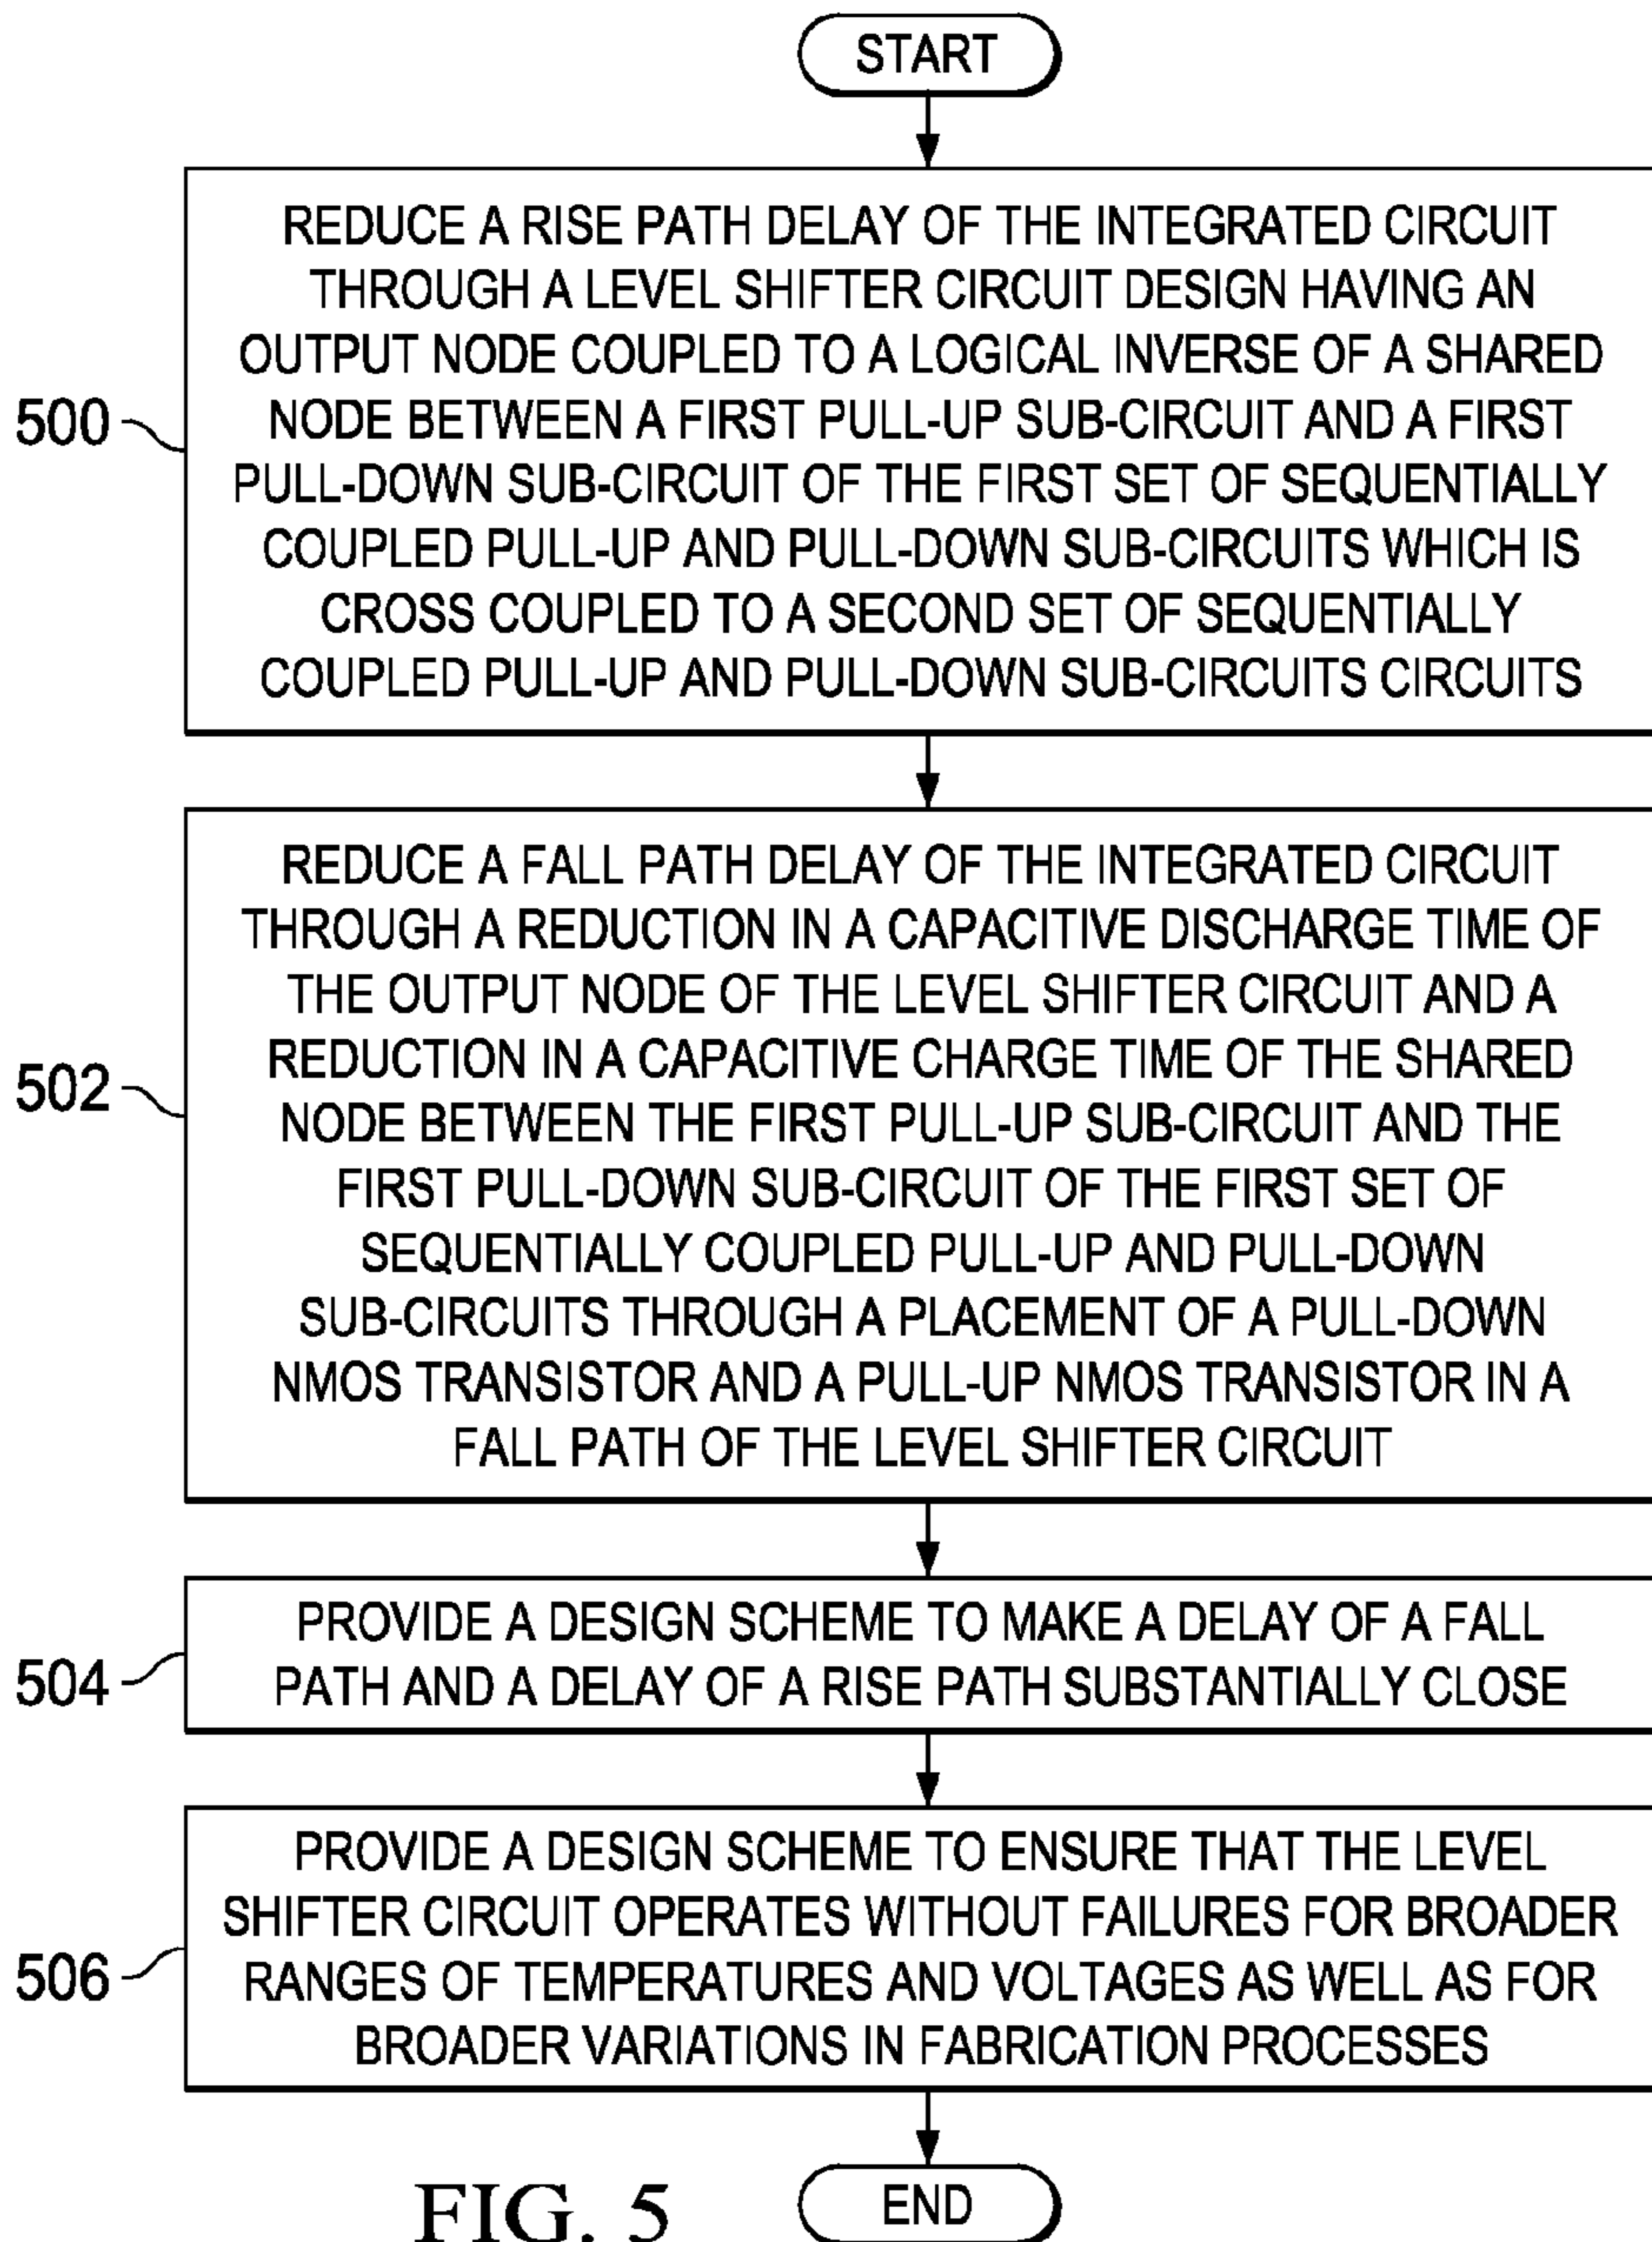 START
REDUCE A RISE PATH DELAY OF THE INTEGRATED CIRCUIT
THROUGH A LEVEL SHIFTER CIRCUIT DESIGN HAVING AN
OUTPUT NODE COUPLED TO A LOGICAL INVERSE OF A SHARED
NODE BETWEEN A FIRST PULL-UP SUB-CIRCUIT AND A FIRST
PULL-DOWN SUB-CIRCUIT OF THE FIRST SET OF SEQUENTIALLY
COUPLED PULL-UP AND PULL-DOWN SUB-CIRCUITS WHICH IS
CROSS COUPLED TO A SECOND SET OF SEQUENTIALLY
COUPLED PULL-UP AND PULL-DOWN SUB-CIRCUITS CIRCUITS
500
REDUCE A FALL PATH DELAY OF THE INTEGRATED CIRCUIT
THROUGH A REDUCTION IN A CAPACITIVE DISCHARGE TIME OF
THE OUTPUT NODE OF THE LEVEL SHIFTER CIRCUIT AND A
REDUCTION IN A CAPACITIVE CHARGE TIME OF THE SHARED
NODE BETWEEN THE FIRST PULL-UP SUB-CIRCUIT AND THE
FIRST PULL-DOWN SUB-CIRCUIT OF THE FIRST SET OF
SEQUENTIALLY COUPLED PULL-UP AND PULL-DOWN
SUB-CIRCUITS THROUGH A PLACEMENT OF A PULL-DOWN
NMOS TRANSISTOR AND A PULL-UP NMOS TRANSISTOR IN A
FALL PATH OF THE LEVEL SHIFTER CIRCUIT
502
PROVIDE A DESIGN SCHEME TO MAKE A DELAY OF A FALL
PATH AND A DELAY OF A RISE PATH SUBSTANTIALLY CLOSE
504
PROVIDE A DESIGN SCHEME TO ENSURE THAT THE LEVEL
SHIFTER CIRCUIT OPERATES WITHOUT FAILURES FOR BROADER
RANGES OF TEMPERATURES AND VOLTAGES AS WELL AS FOR
BROADER VARIATIONS IN FABRICATION PROCESSES
506
END
FIG. 5